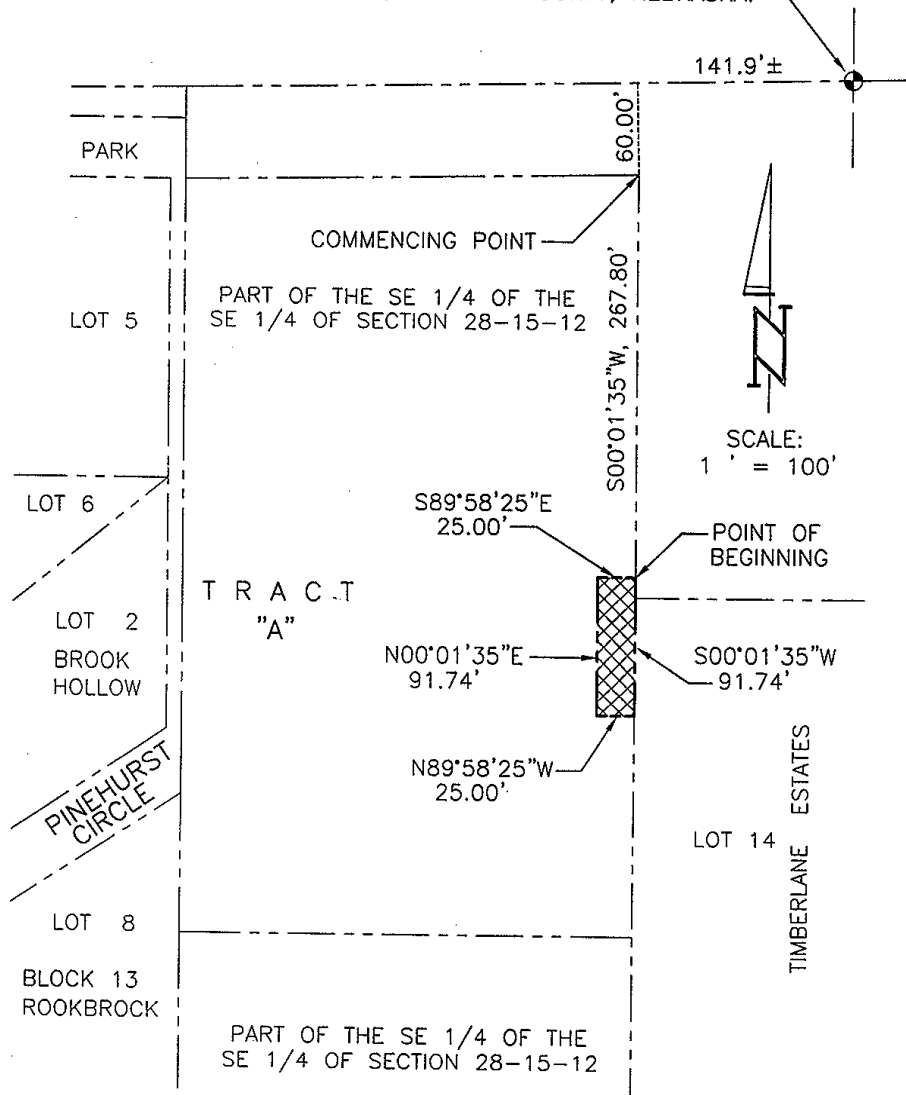 141.9'±
60.00'
PARK
COMMENCING POINT
PART OF THE SE 1/4 OF THE
SE 1/4 OF SECTION 28-15-12
LOT 5
S00°01'35"W, 267.80'
N
SCALE:
1 ' = 100'
LOT 6
S89°58'25"E
25.00'
POINT OF
BEGINNING
T R A C T
"A"
LOT 2
BROOK
HOLLOW
N00°01'35"E
91.74'
S00°01'35"W
91.74'
N89°58'25"W
25.00'
PINEHURST
CIRCLE
LOT 14
TIMBERLANE ESTATES
LOT 8
BLOCK 13
ROOKBROCK
PART OF THE SE 1/4 OF THE
SE 1/4 OF SECTION 28-15-12